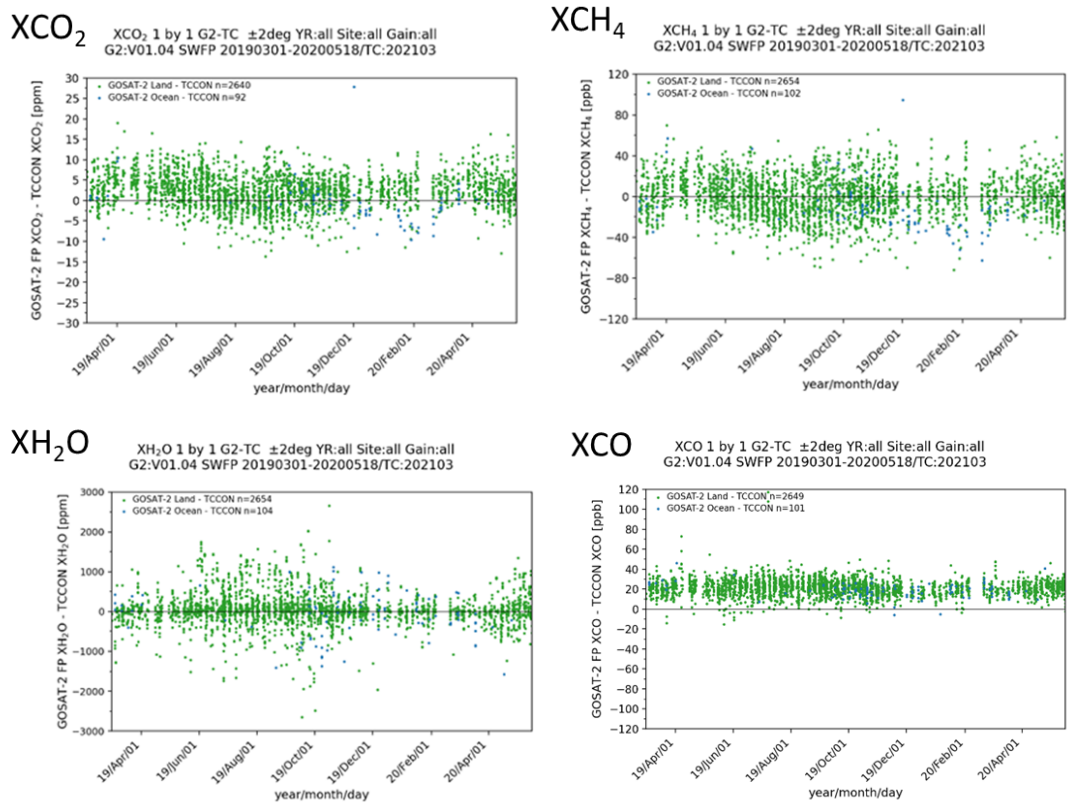 XCO₂
XCO₂ 1 by 1 G2-TC ±2deg YR:all Site:all Gain:all
G2:V01.04 SWFP 20190301-20200518/TC:202103
GOSAT-2 FP XCO₂ - TCCON XCO₂ [ppm]
30
25
20
15
10
5
0
−5
−10
−15
−20
−25
−30
GOSAT-2 Land - TCCON n=2640
GOSAT-2 Ocean - TCCON n=92
19/Apr/01
19/Jun/01
19/Aug/01
19/Oct/01
19/Dec/01
20/Feb/01
20/Apr/01
year/month/day
XCH₄
XCH₄ 1 by 1 G2-TC ±2deg YR:all Site:all Gain:all
G2:V01.04 SWFP 20190301-20200518/TC:202103
GOSAT-2 FP XCH₄ - TCCON XCH₄ [ppb]
120
80
40
0
−40
−80
−120
GOSAT-2 Land - TCCON n=2654
GOSAT-2 Ocean - TCCON n=102
19/Apr/01
19/Jun/01
19/Aug/01
19/Oct/01
19/Dec/01
20/Feb/01
20/Apr/01
year/month/day
XH₂O
XH₂O 1 by 1 G2-TC ±2deg YR:all Site:all Gain:all
G2:V01.04 SWFP 20190301-20200518/TC:202103
GOSAT-2 FP XH₂O - TCCON XH₂O [ppm]
3000
2000
1000
0
−1000
−2000
−3000
GOSAT-2 Land - TCCON n=2654
GOSAT-2 Ocean - TCCON n=104
19/Apr/01
19/Jun/01
19/Aug/01
19/Oct/01
19/Dec/01
20/Feb/01
20/Apr/01
year/month/day
XCO
XCO 1 by 1 G2-TC ±2deg YR:all Site:all Gain:all
G2:V01.04 SWFP 20190301-20200518/TC:202103
GOSAT-2 FP XCO - TCCON XCO [ppb]
120
100
80
60
40
20
0
−20
−40
−60
−80
−100
−120
GOSAT-2 Land - TCCON n=2649
GOSAT-2 Ocean - TCCON n=101
19/Apr/01
19/Jun/01
19/Aug/01
19/Oct/01
19/Dec/01
20/Feb/01
20/Apr/01
year/month/day